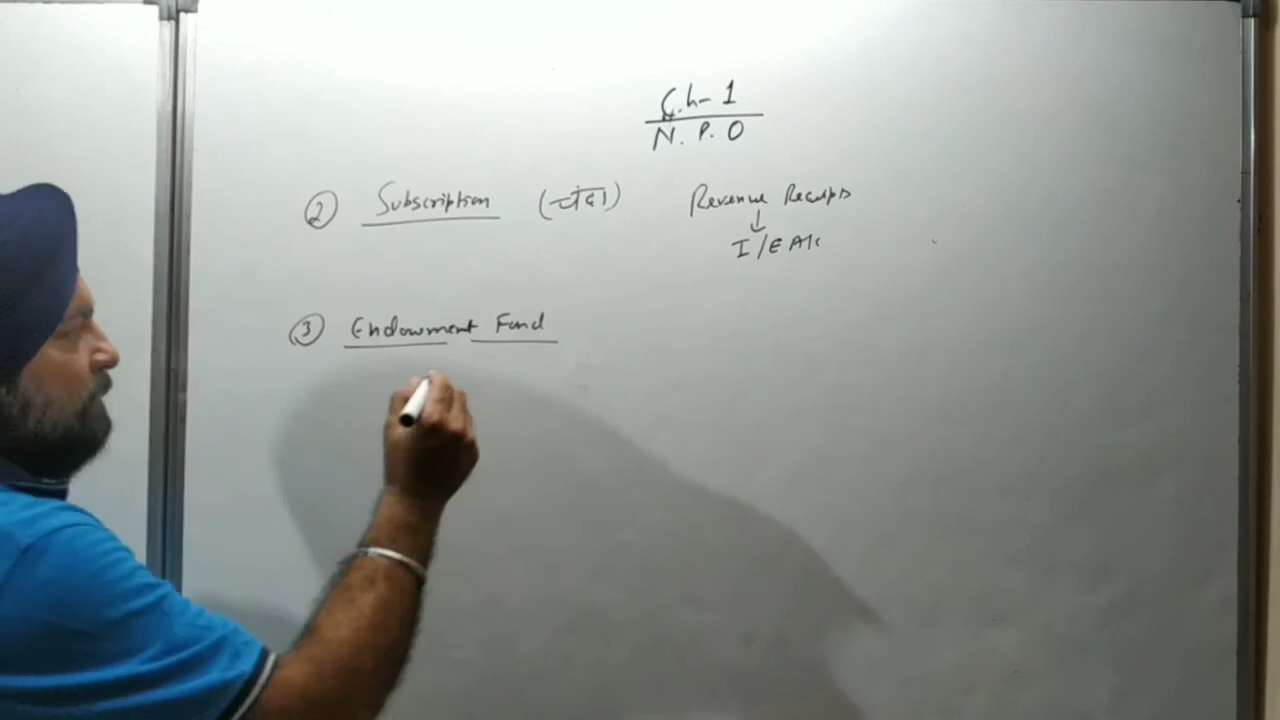 Ch-1
N.P.O
② Subscription (चंदा) Revenue Receipts
↓
I/E A/c
③ Endowment Fund